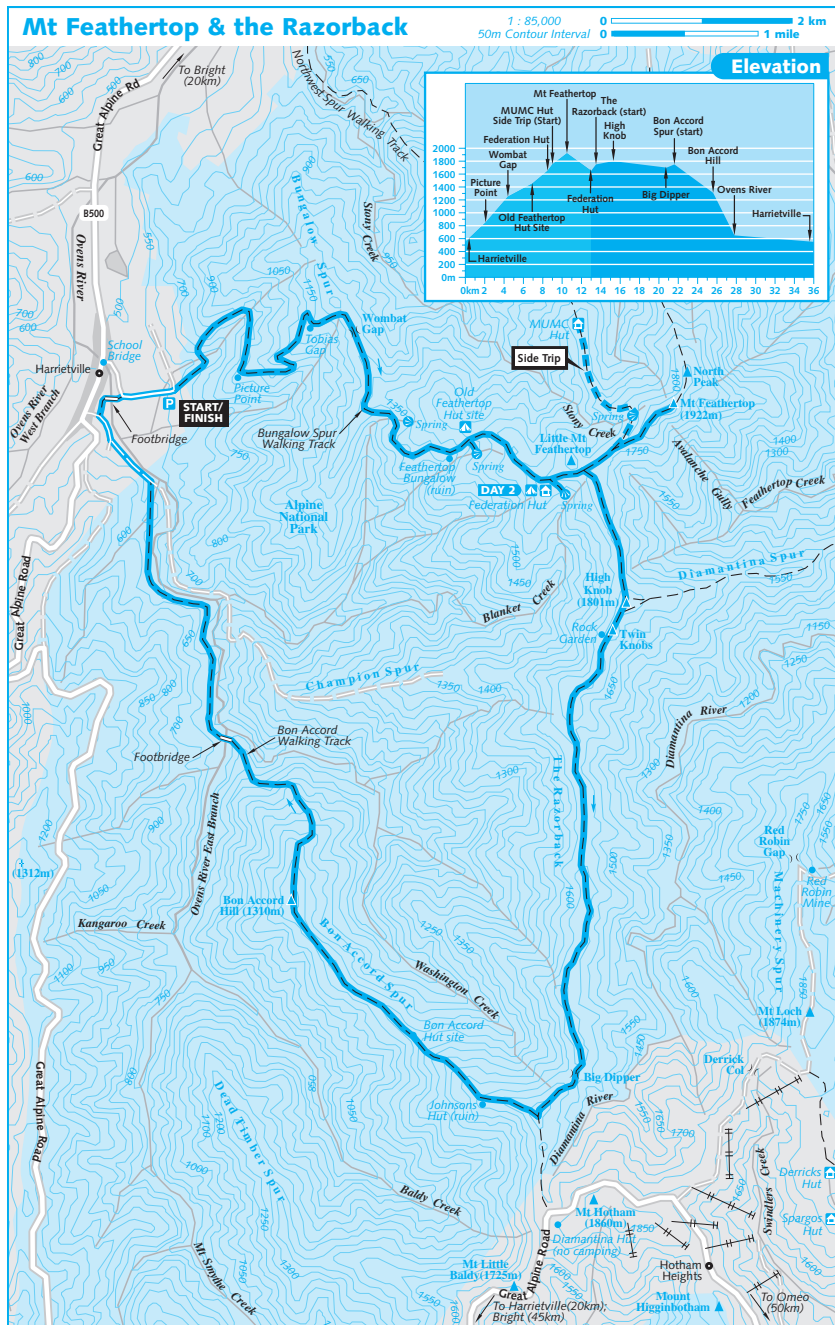 Mt Feathertop & the Razorback
1 : 85,000
50m Contour Interval
0 2 km
0 1 mile
Elevation
Mt Feathertop
MUMC Hut
Side Trip (Start)
The
Razorback (start)
High
Knob
Bon Accord
Spur (start)
Federation Hut
Wombat
Gap
Bon Accord
Hill
Picture
Point
Ovens River
Old Feathertop
Hut Site
Federation
Hut
Big Dipper
Harrietville
Harrietville
2000
1800
1600
1400
1200
1000
800
600
400
200
0m
0km 2 4 6 8 10 12 14 16 18 20 22 24 26 28 30 32 34 36
To Bright
(20km)
Great Alpine Rd
B500
Ovens River
Northwest Spur Walking Track
Bungalow Spur
Stony Creek
School
Bridge
Harrietville
Ovens River
West Branch
P
START/
FINISH
Footbridge
Picture
Point
Tobias
Gap
Wombat
Gap
Bungalow Spur
Walking Track
MUMC
Hut
Side Trip
North
Peak
Mt Feathertop
(1922m)
Spring
Stony Creek
Old
Feathertop
Hut site
Spring
Little Mt
Feathertop
Feathertop
Bungalow
(ruin)
Spring
DAY 2
Federation Hut
Spring
Avalanche Gully
Feathertop Creek
Alpine
National
Park
Diamantina Spur
High
Knob
(1801m)
Blanket Creek
Rock
Garden
Twin
Knobs
Great Alpine Road
Champion Spur
Diamantina River
Footbridge
Bon Accord
Walking Track
The Razorback
Ovens River East Branch
(1312m)
Bon Accord
Hill (1310m)
Kangaroo Creek
Bon Accord Spur
Washington Creek
Red
Robin
Gap
Red
Robin
Mine
Machinery Spur
Mt Loch
(1874m)
Bon Accord
Hut site
Great Alpine Road
Dead Timber Spur
Johnsons
Hut (ruin)
Big Dipper
Diamantina River
Derrick
Col
Baldy Creek
Swindlers Creek
Derricks
Hut
Spargos
Hut
Mt Hotham
(1860m)
Diamantina Hut
(no camping)
Great Alpine Road
Hotham
Heights
Mt Smythe Creek
Mt Little
Baldy(1725m)
To Harrietville(20km);
Bright (45km)
Mount
Higginbotham
To Omeo
(50km)